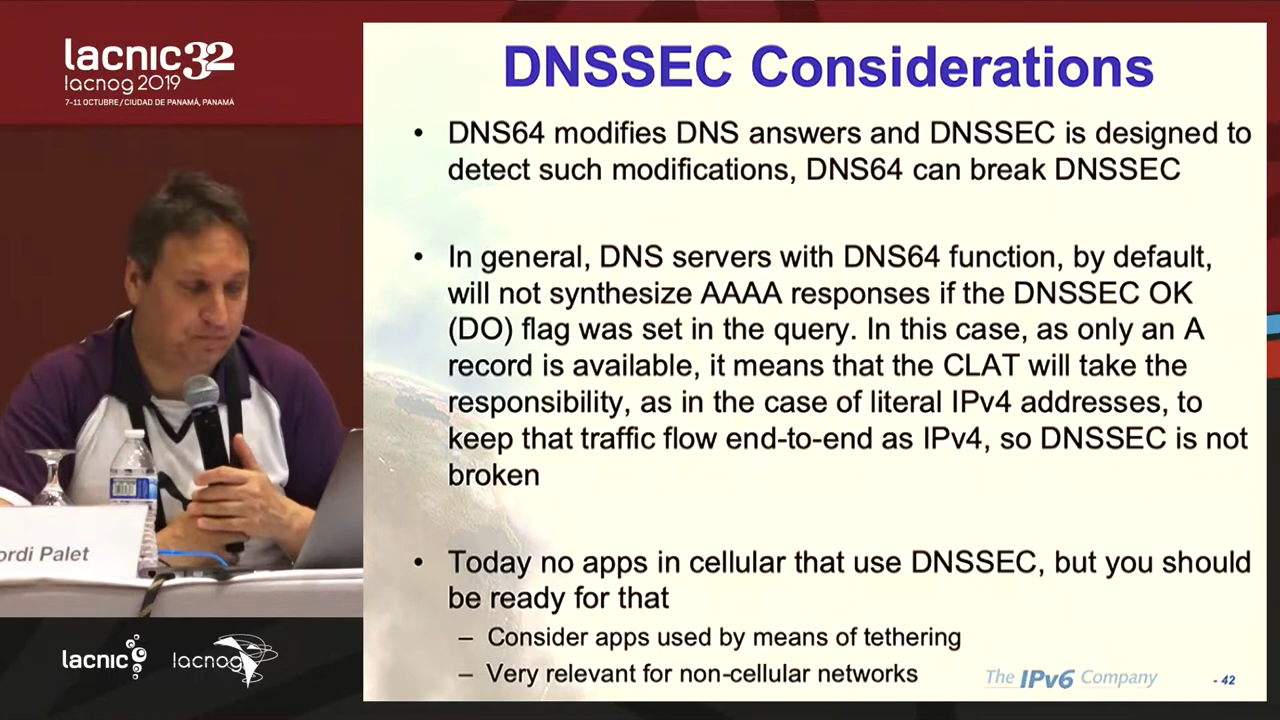 lacnic32
lacnog 2019
7-11 OCTUBRE / CIUDAD DE PANAMÁ, PANAMÁ
DNSSEC Considerations
• DNS64 modifies DNS answers and DNSSEC is designed to
detect such modifications, DNS64 can break DNSSEC
• In general, DNS servers with DNS64 function, by default,
will not synthesize AAAA responses if the DNSSEC OK
(DO) flag was set in the query. In this case, as only an A
record is available, it means that the CLAT will take the
responsibility, as in the case of literal IPv4 addresses, to
keep that traffic flow end-to-end as IPv4, so DNSSEC is not
broken
• Today no apps in cellular that use DNSSEC, but you should
be ready for that
– Consider apps used by means of tethering
– Very relevant for non-cellular networks
The IPv6 Company
- 42
ordi Palet
lacnic
lacnog